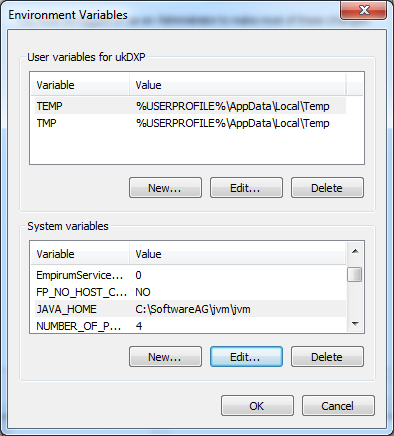 Environment Variables
User variables for ukDXP
Variable Value
TEMP %USERPROFILE%\AppData\Local\Temp
TMP %USERPROFILE%\AppData\Local\Temp
New... Edit... Delete
System variables
Variable Value
EmpirumService... 0
FP_NO_HOST_C... NO
JAVA_HOME C:\SoftwareAG\jvm\jvm
NUMBER_OF_P... 4
New... Edit... Delete
OK Cancel